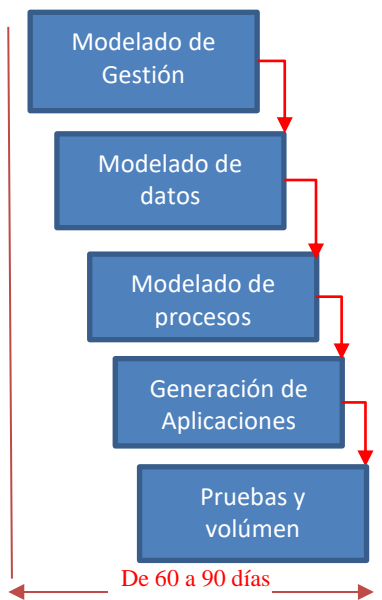 Modelado de
Gestión
Modelado de
datos
Modelado de
procesos
Generación de
Aplicaciones
Pruebas y
volúmen
De 60 a 90 días